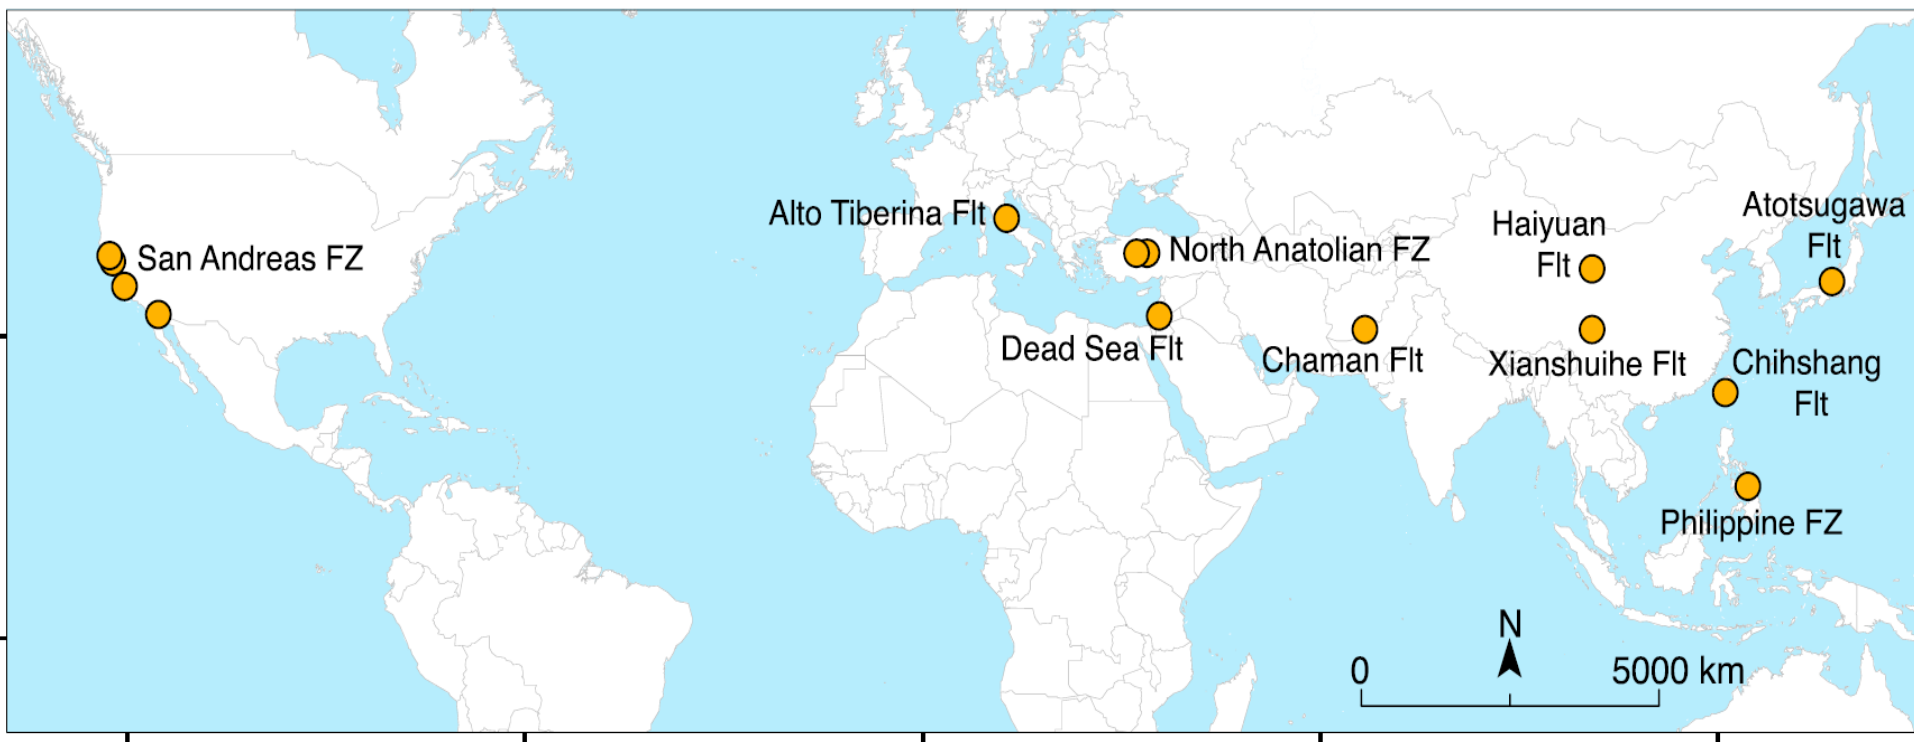 Alto Tiberina Flt
San Andreas FZ
North Anatolian FZ
Haiyuan
Flt
Atotsugawa
Flt
Dead Sea Flt
Chaman Flt
Xianshuihe Flt
Chihshang
Flt
Philippine FZ
N
0 5000 km